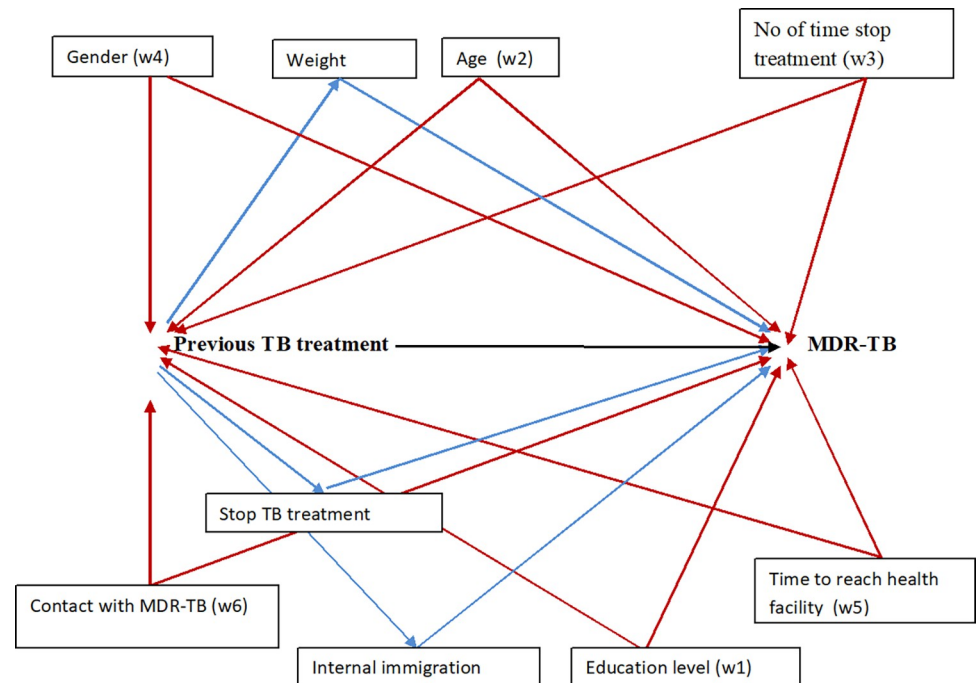 Gender (w4)
Weight
Age (w2)
No of time stop
treatment (w3)
Previous TB treatment
MDR-TB
Stop TB treatment
Contact with MDR-TB (w6)
Time to reach health
facility (w5)
Internal immigration
Education level (w1)